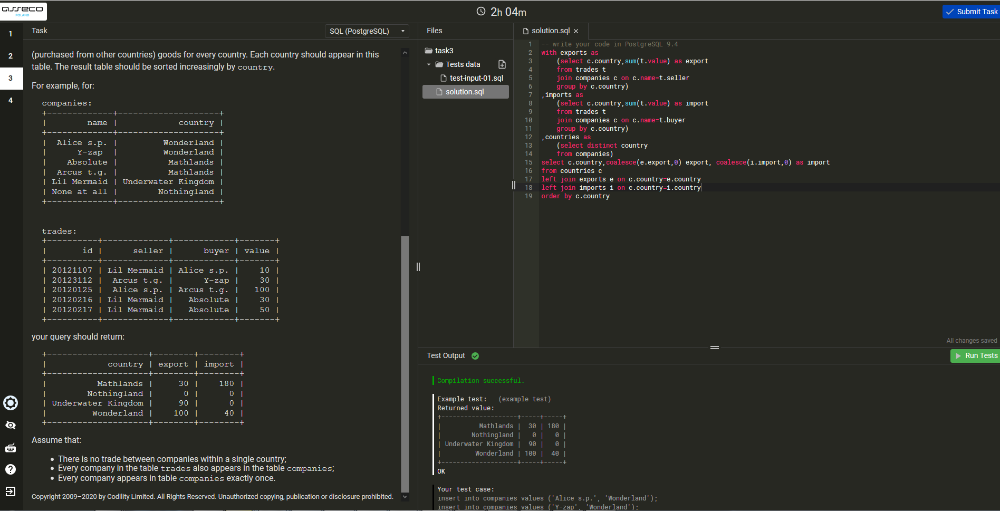 asseco
POLAND
2h 04m
Submit Task
1
2
3
4
Task
SQL (PostgreSQL)
(purchased from other countries) goods for every country. Each country should appear in this
table. The result table should be sorted increasingly by country.
For example, for:
companies:
+-------------+---------------------+
| name | country |
+-------------+---------------------+
| Alice s.p. | Wonderland |
| Y-zap | Wonderland |
| Absolute | Mathlands |
| Arcus t.g. | Mathlands |
| Lil Mermaid | Underwater Kingdom |
| None at all | Nothingland |
+-------------+---------------------+
trades:
+----------+-------------+------------+-------+
| id | seller | buyer | value |
+----------+-------------+------------+-------+
| 20121107 | Lil Mermaid | Alice s.p. | 10 |
| 20123112 | Arcus t.g. | Y-zap | 30 |
| 20120125 | Alice s.p. | Arcus t.g. | 100 |
| 20120216 | Lil Mermaid | Absolute | 30 |
| 20120217 | Lil Mermaid | Absolute | 50 |
+----------+-------------+------------+-------+
your query should return:
+--------------------+--------+--------+
| country | export | import |
+--------------------+--------+--------+
| Mathlands | 30 | 180 |
| Nothingland | 0 | 0 |
| Underwater Kingdom | 90 | 0 |
| Wonderland | 100 | 40 |
+--------------------+--------+--------+
Assume that:
• There is no trade between companies within a single country;
• Every company in the table trades also appears in the table companies;
• Every company appears in table companies exactly once.
Copyright 2009–2020 by Codility Limited. All Rights Reserved. Unauthorized copying, publication or disclosure prohibited.
Files
task3
Tests data
test-input-01.sql
solution.sql
solution.sql ×
1 -- write your code in PostgreSQL 9.4
2 with exports as
3 (select c.country,sum(t.value) as export
4 from trades t
5 join companies c on c.name=t.seller
6 group by c.country)
7 ,imports as
8 (select c.country,sum(t.value) as import
9 from trades t
10 join companies c on c.name=t.buyer
11 group by c.country)
12 ,countries as
13 (select distinct country
14 from companies)
15 select c.country,coalesce(e.export,0) export, coalesce(i.import,0) as import
16 from countries c
17 left join exports e on c.country=e.country
18 left join imports i on c.country=i.country
19 order by c.country
All changes saved
Test Output
Run Tests
Compilation successful.
Example test: (example test)
Returned value:
+--------------------+-----+-----+
| Mathlands | 30 | 180 |
| Nothingland | 0 | 0 |
| Underwater Kingdom | 90 | 0 |
| Wonderland | 100 | 40 |
+--------------------+-----+-----+
OK
Your test case:
insert into companies values ('Alice s.p.', 'Wonderland');
insert into companies values ('Y-zap', 'Wonderland');